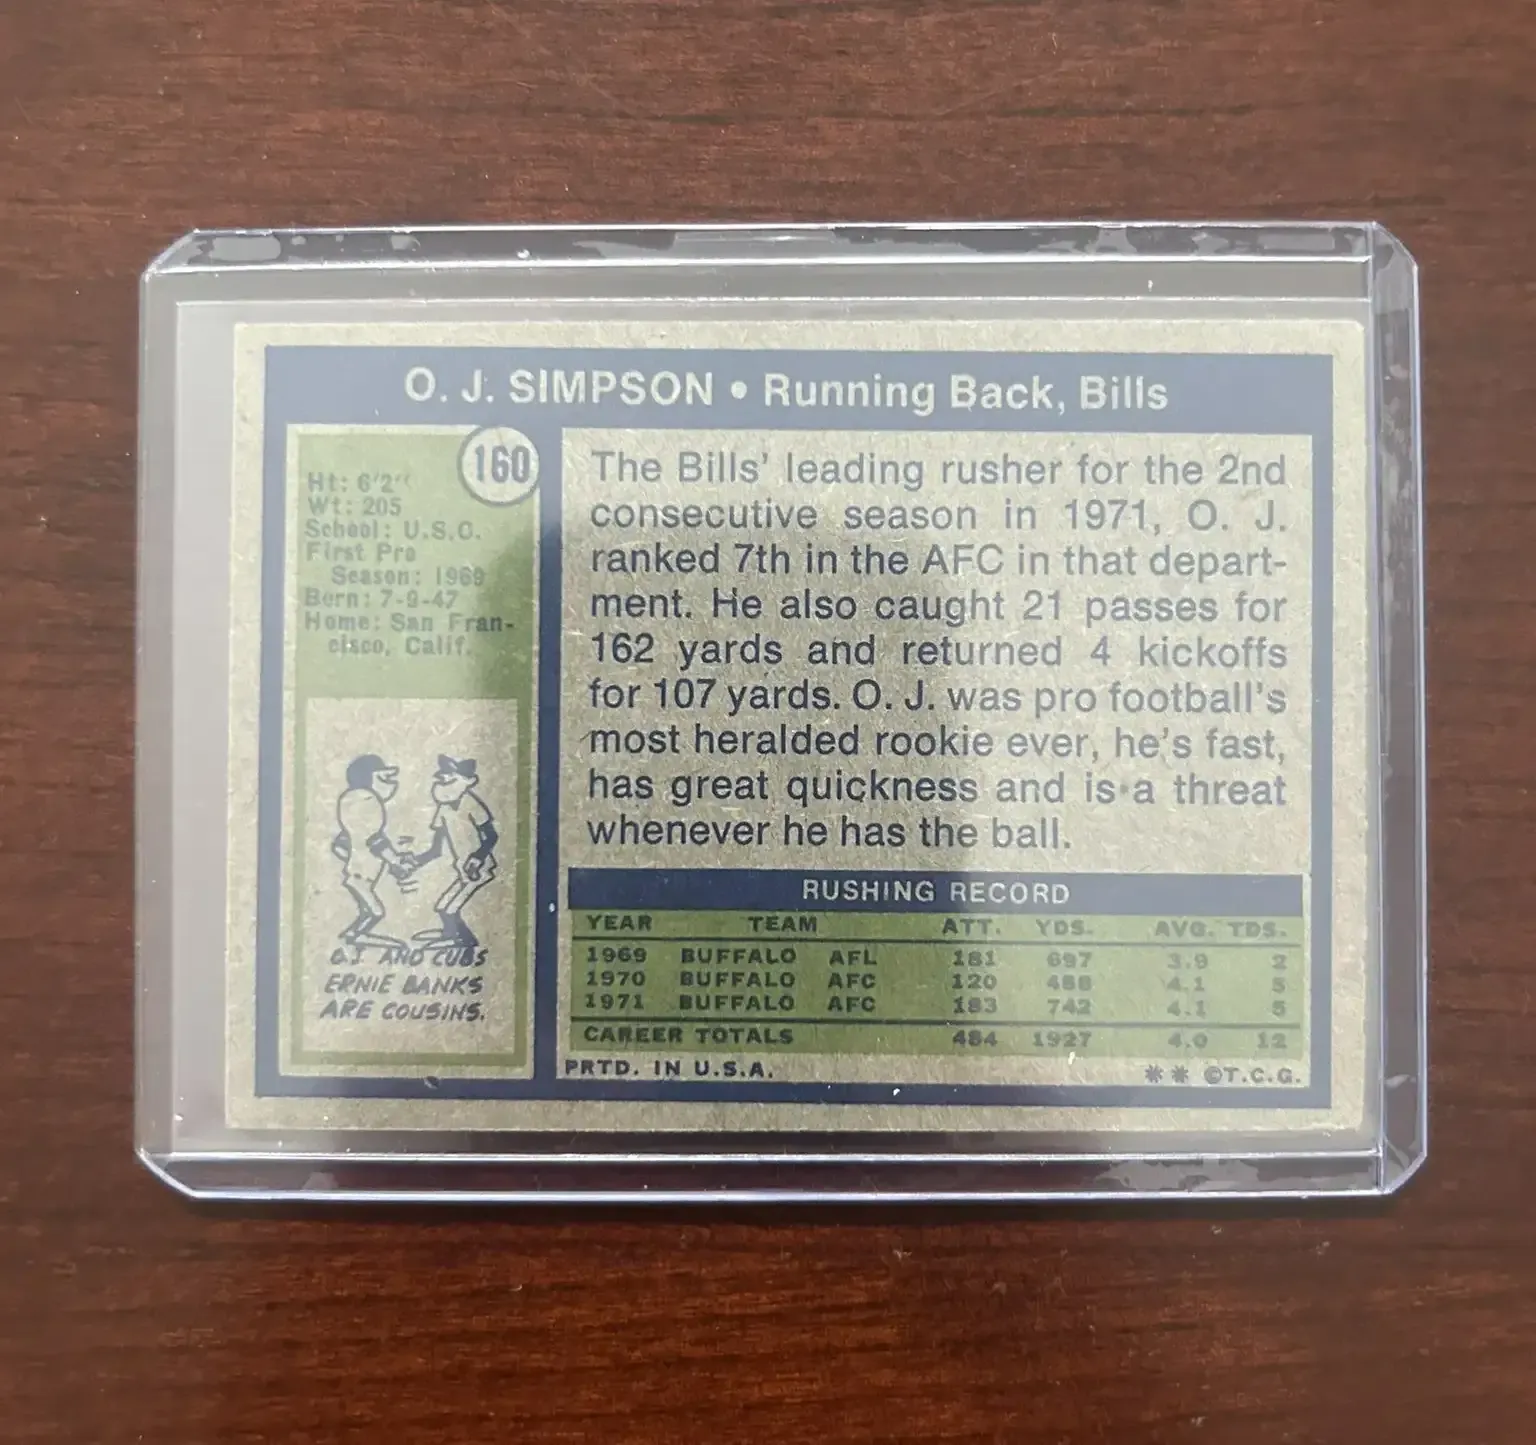 O. J. SIMPSON • Running Back, Bills
160
Ht: 6'2"
Wt: 205
School: U.S.C.
First Pro
Season: 1969
Born: 7-9-47
Home: San Fran-
cisco, Calif.
O.J. AND CUBS
ERNIE BANKS
ARE COUSINS.
The Bills' leading rusher for the 2nd
consecutive season in 1971, O. J.
ranked 7th in the AFC in that depart-
ment. He also caught 21 passes for
162 yards and returned 4 kickoffs
for 107 yards. O. J. was pro football's
most heralded rookie ever, he's fast,
has great quickness and is a threat
whenever he has the ball.
RUSHING RECORD
YEAR TEAM ATT. YDS. AVG. TDS.
1969 BUFFALO AFL 181 697 3.9 2
1970 BUFFALO AFC 120 488 4.1 5
1971 BUFFALO AFC 183 742 4.1 5
CAREER TOTALS 484 1927 4.0 12
PRTD. IN U.S.A. ** ©T.C.G.